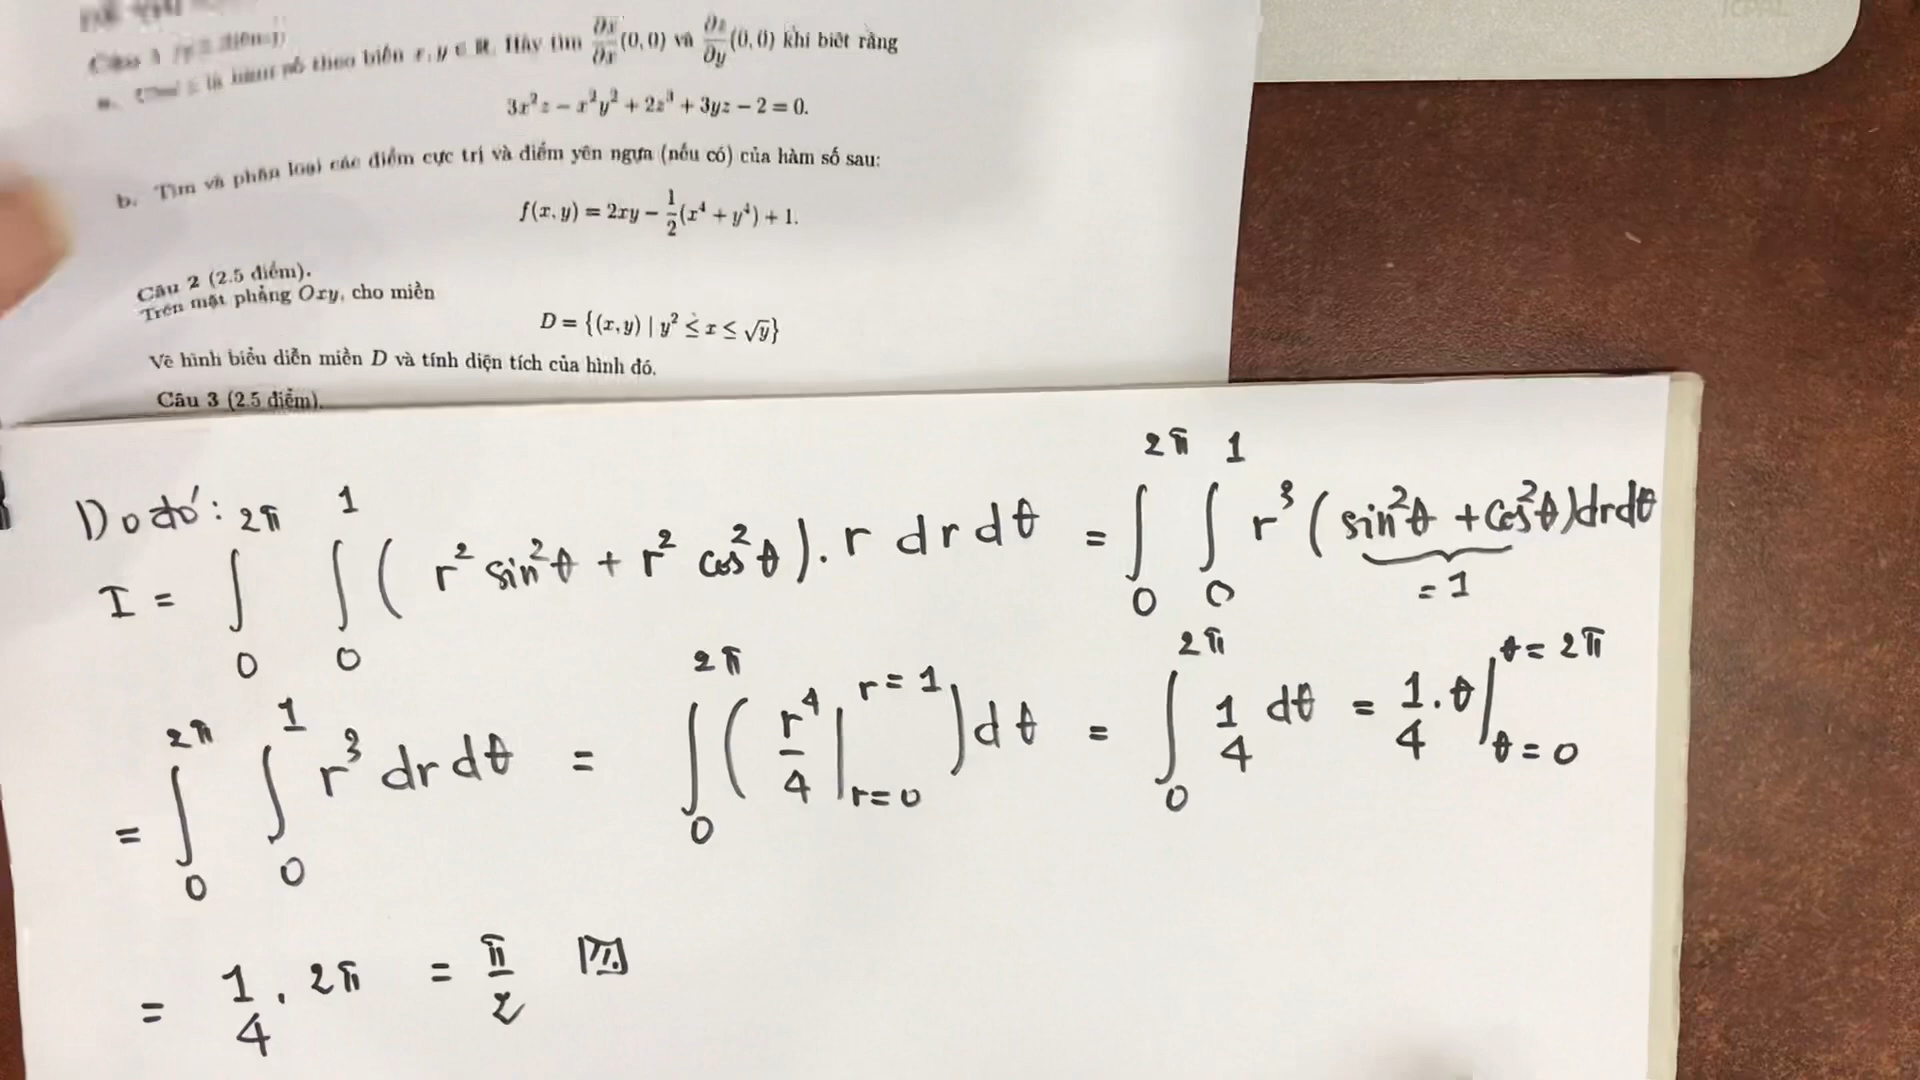 x, y ∈ ℝ. Hãy tìm ∂z/∂x (0, 0) và ∂z/∂y (0, 0) khi biết rằng
3x²z − x²y² + 2z³ + 3yz − 2 = 0.
b. Tìm và phân loại các điểm cực trị và điểm yên ngựa (nếu có) của hàm số sau:
f(x, y) = 2xy − 1/2 (x⁴ + y⁴) + 1.
Câu 2 (2.5 điểm).
Trên mặt phẳng Oxy, cho miền
D = {(x, y) | y² ≤ x ≤ √y}
Vẽ hình biểu diễn miền D và tính diện tích của hình đó.
Câu 3 (2.5 điểm).
Do đó:
I = ∫₀^{2π} ∫₀^1 (r² sin²θ + r² cos²θ). r dr dθ = ∫₀^{2π} ∫₀^1 r³ (sin²θ + cos²θ) dr dθ
= 1
= ∫₀^{2π} ∫₀^1 r³ dr dθ = ∫₀^{2π} (r⁴/4 |_{r=0}^{r=1}) dθ = ∫₀^{2π} 1/4 dθ = 1/4 . θ |_{θ=0}^{θ=2π}
= 1/4 . 2π = π/2